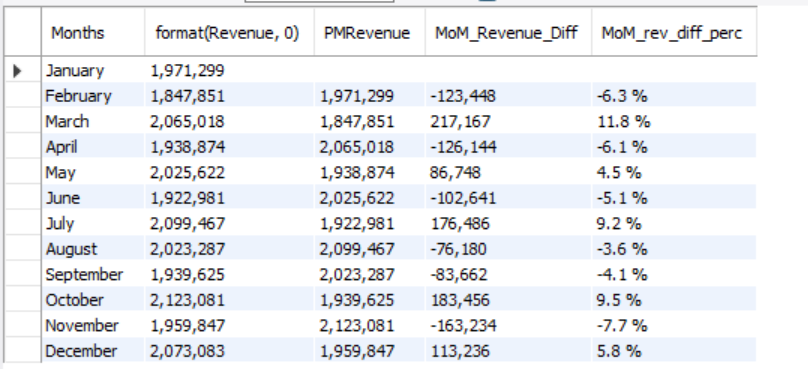 Months format(Revenue, 0) PMRevenue MoM_Revenue_Diff MoM_rev_diff_perc
January 1,971,299
February 1,847,851 1,971,299 -123,448 -6.3 %
March 2,065,018 1,847,851 217,167 11.8 %
April 1,938,874 2,065,018 -126,144 -6.1 %
May 2,025,622 1,938,874 86,748 4.5 %
June 1,922,981 2,025,622 -102,641 -5.1 %
July 2,099,467 1,922,981 176,486 9.2 %
August 2,023,287 2,099,467 -76,180 -3.6 %
September 1,939,625 2,023,287 -83,662 -4.1 %
October 2,123,081 1,939,625 183,456 9.5 %
November 1,959,847 2,123,081 -163,234 -7.7 %
December 2,073,083 1,959,847 113,236 5.8 %